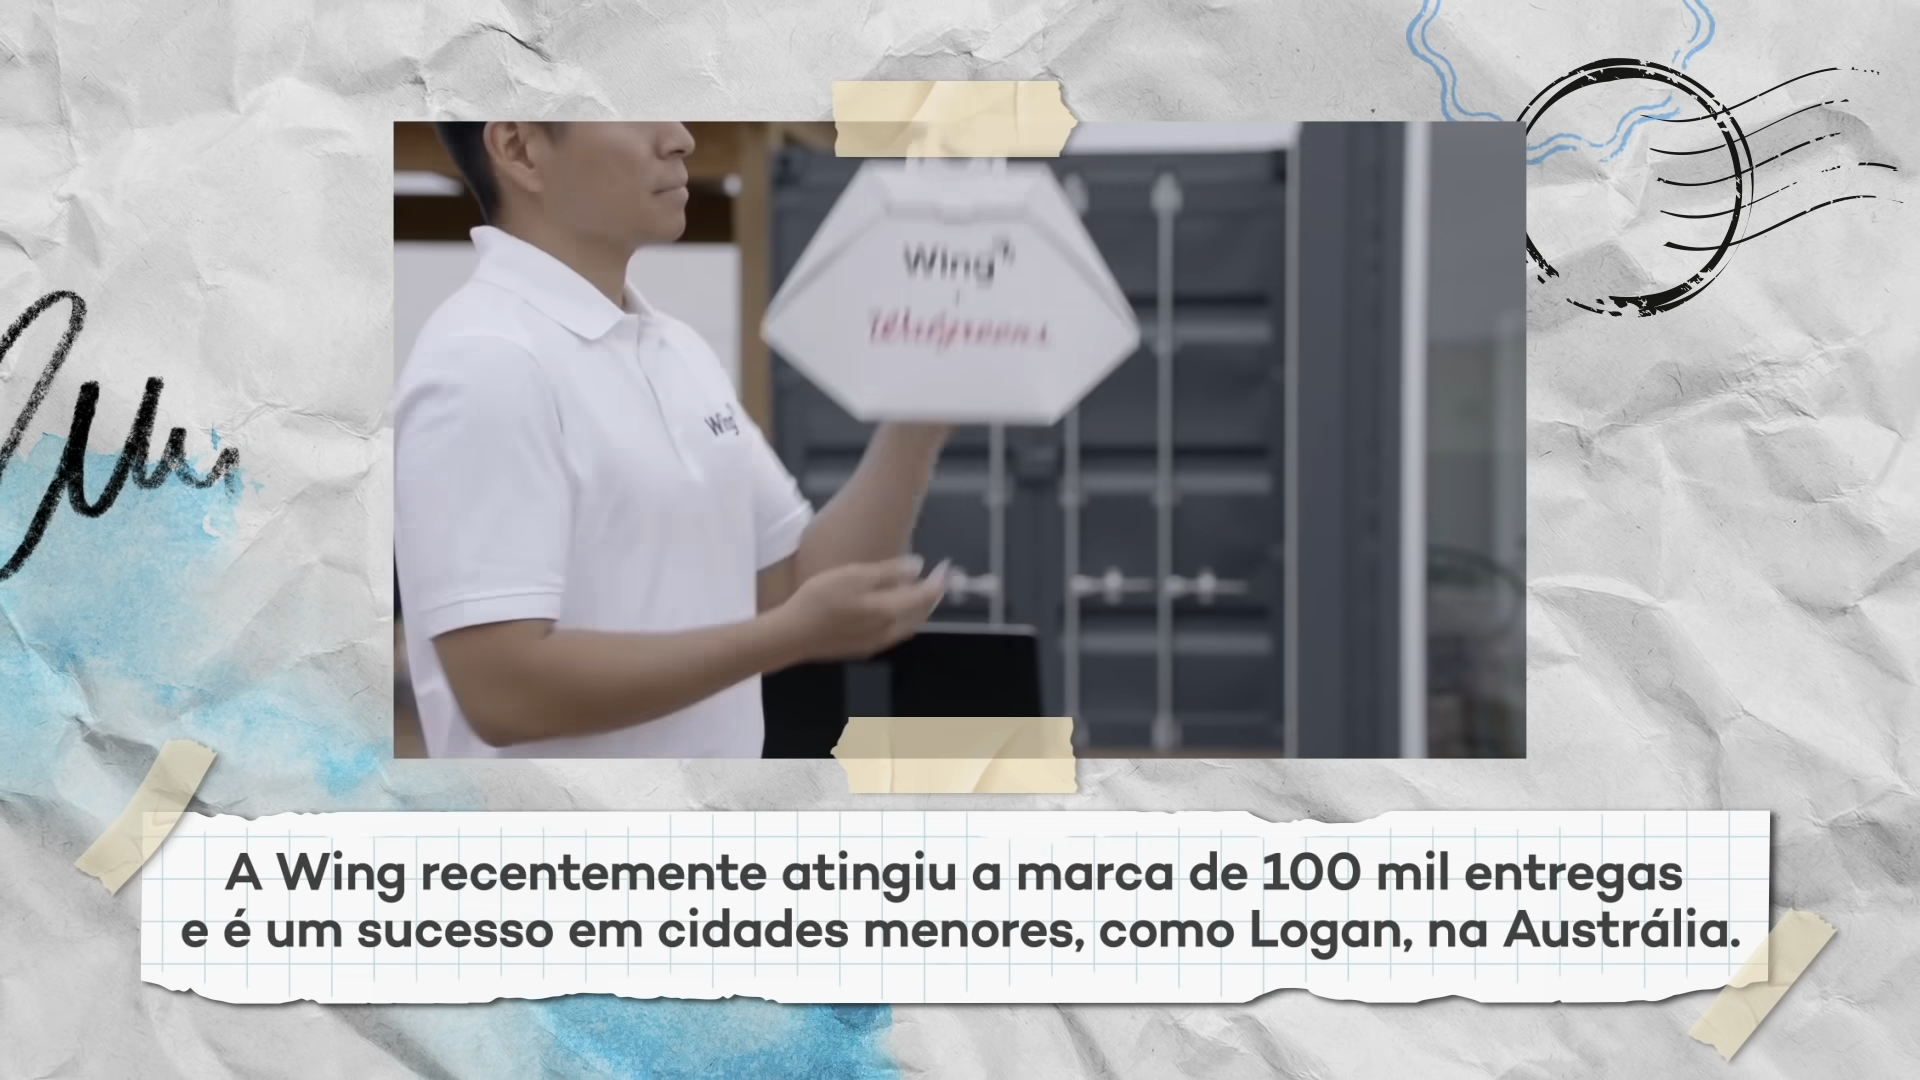 Wing
Walgreens
Wing
A Wing recentemente atingiu a marca de 100 mil entregas
e é um sucesso em cidades menores, como Logan, na Austrália.